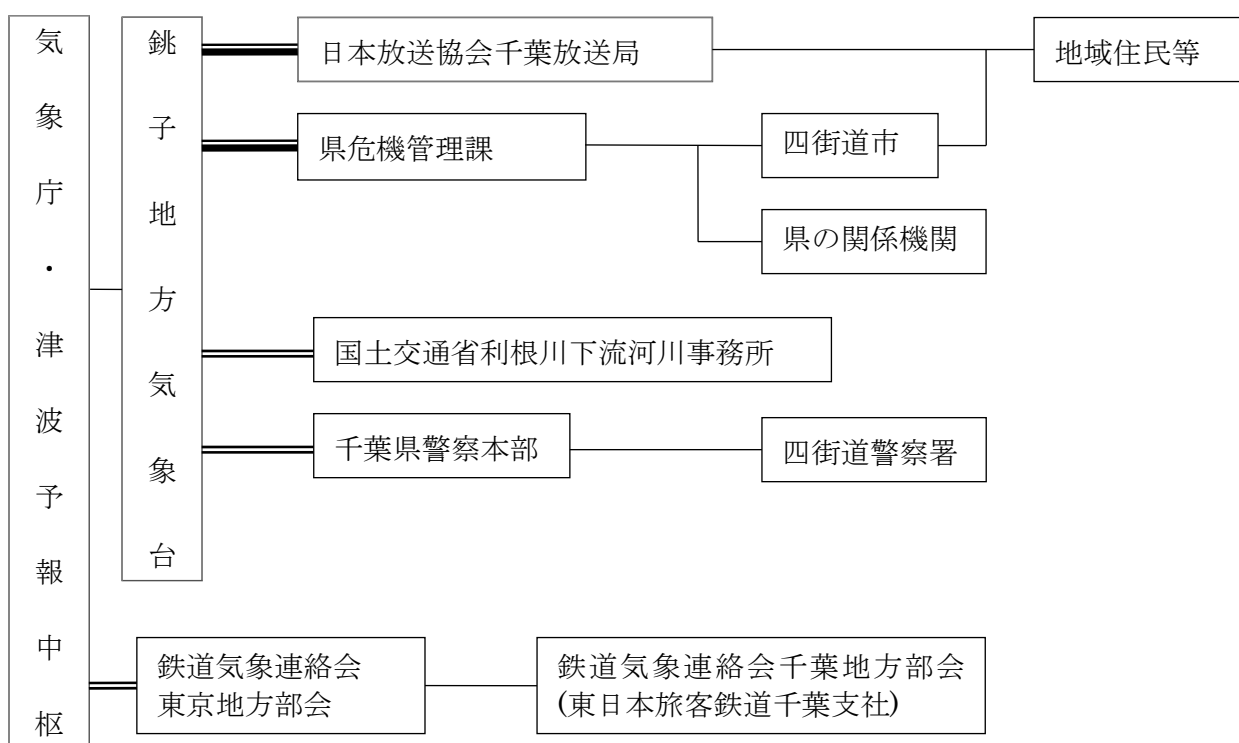 気象庁・津波予報中枢
銚子地方気象台
日本放送協会千葉放送局
地域住民等
県危機管理課
四街道市
県の関係機関
国土交通省利根川下流河川事務所
千葉県警察本部
四街道警察署
鉄道気象連絡会
東京地方部会
鉄道気象連絡会千葉地方部会
(東日本旅客鉄道千葉支社)